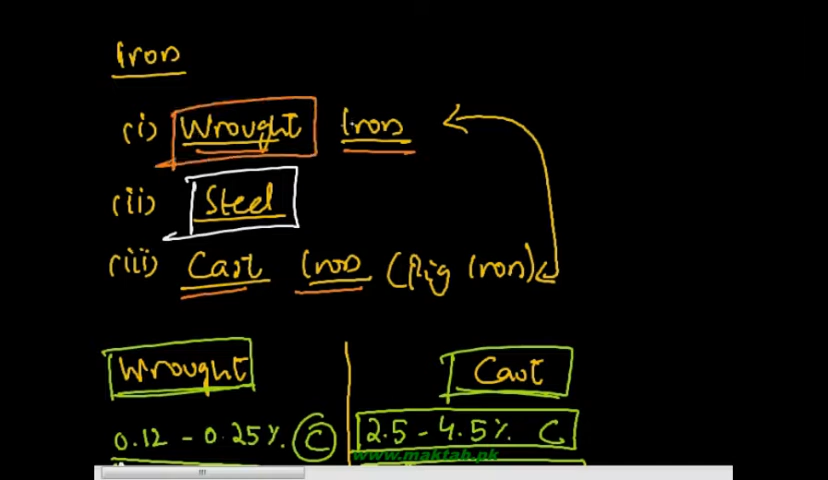 Iron
(i) Wrought Iron
(ii) Steel
(iii) Cast Iron (Pig Iron)
Wrought
Cast
0.12 - 0.25% C
2.5 - 4.5% C
www.maktab.pk